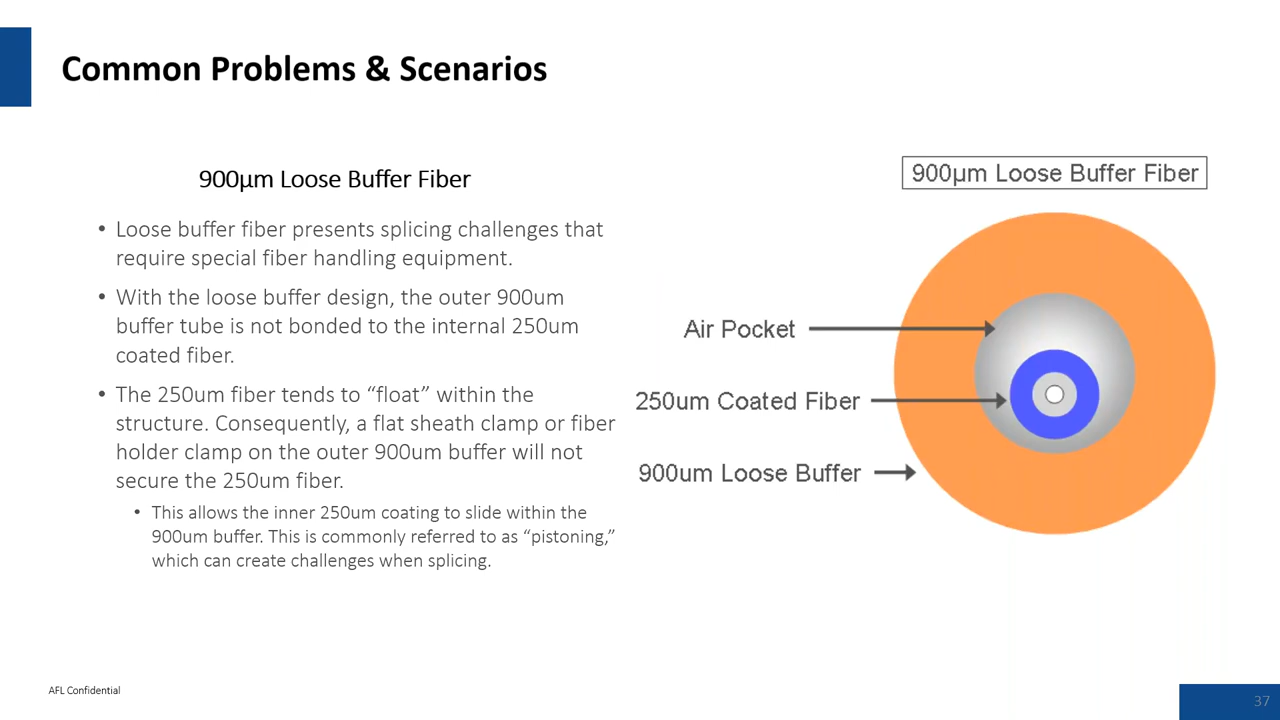 Common Problems & Scenarios
900µm Loose Buffer Fiber
• Loose buffer fiber presents splicing challenges that
require special fiber handling equipment.
• With the loose buffer design, the outer 900um
buffer tube is not bonded to the internal 250um
coated fiber.
• The 250um fiber tends to “float” within the
structure. Consequently, a flat sheath clamp or fiber
holder clamp on the outer 900um buffer will not
secure the 250um fiber.
• This allows the inner 250um coating to slide within the
900um buffer. This is commonly referred to as “pistoning,”
which can create challenges when splicing.
900µm Loose Buffer Fiber
Air Pocket
250um Coated Fiber
900um Loose Buffer
AFL Confidential
37